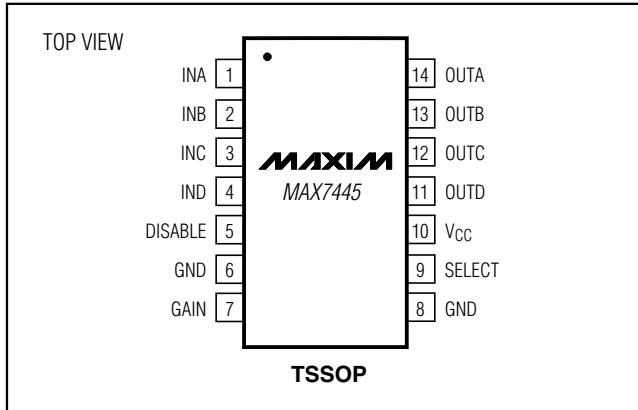 TOP VIEW
INA 1 14 OUTA
INB 2 13 OUTB
INC 3 12 OUTC
MAXIM
IND 4 MAX7445 11 OUTD
DISABLE 5 10 VCC
GND 6 9 SELECT
GAIN 7 8 GND
TSSOP